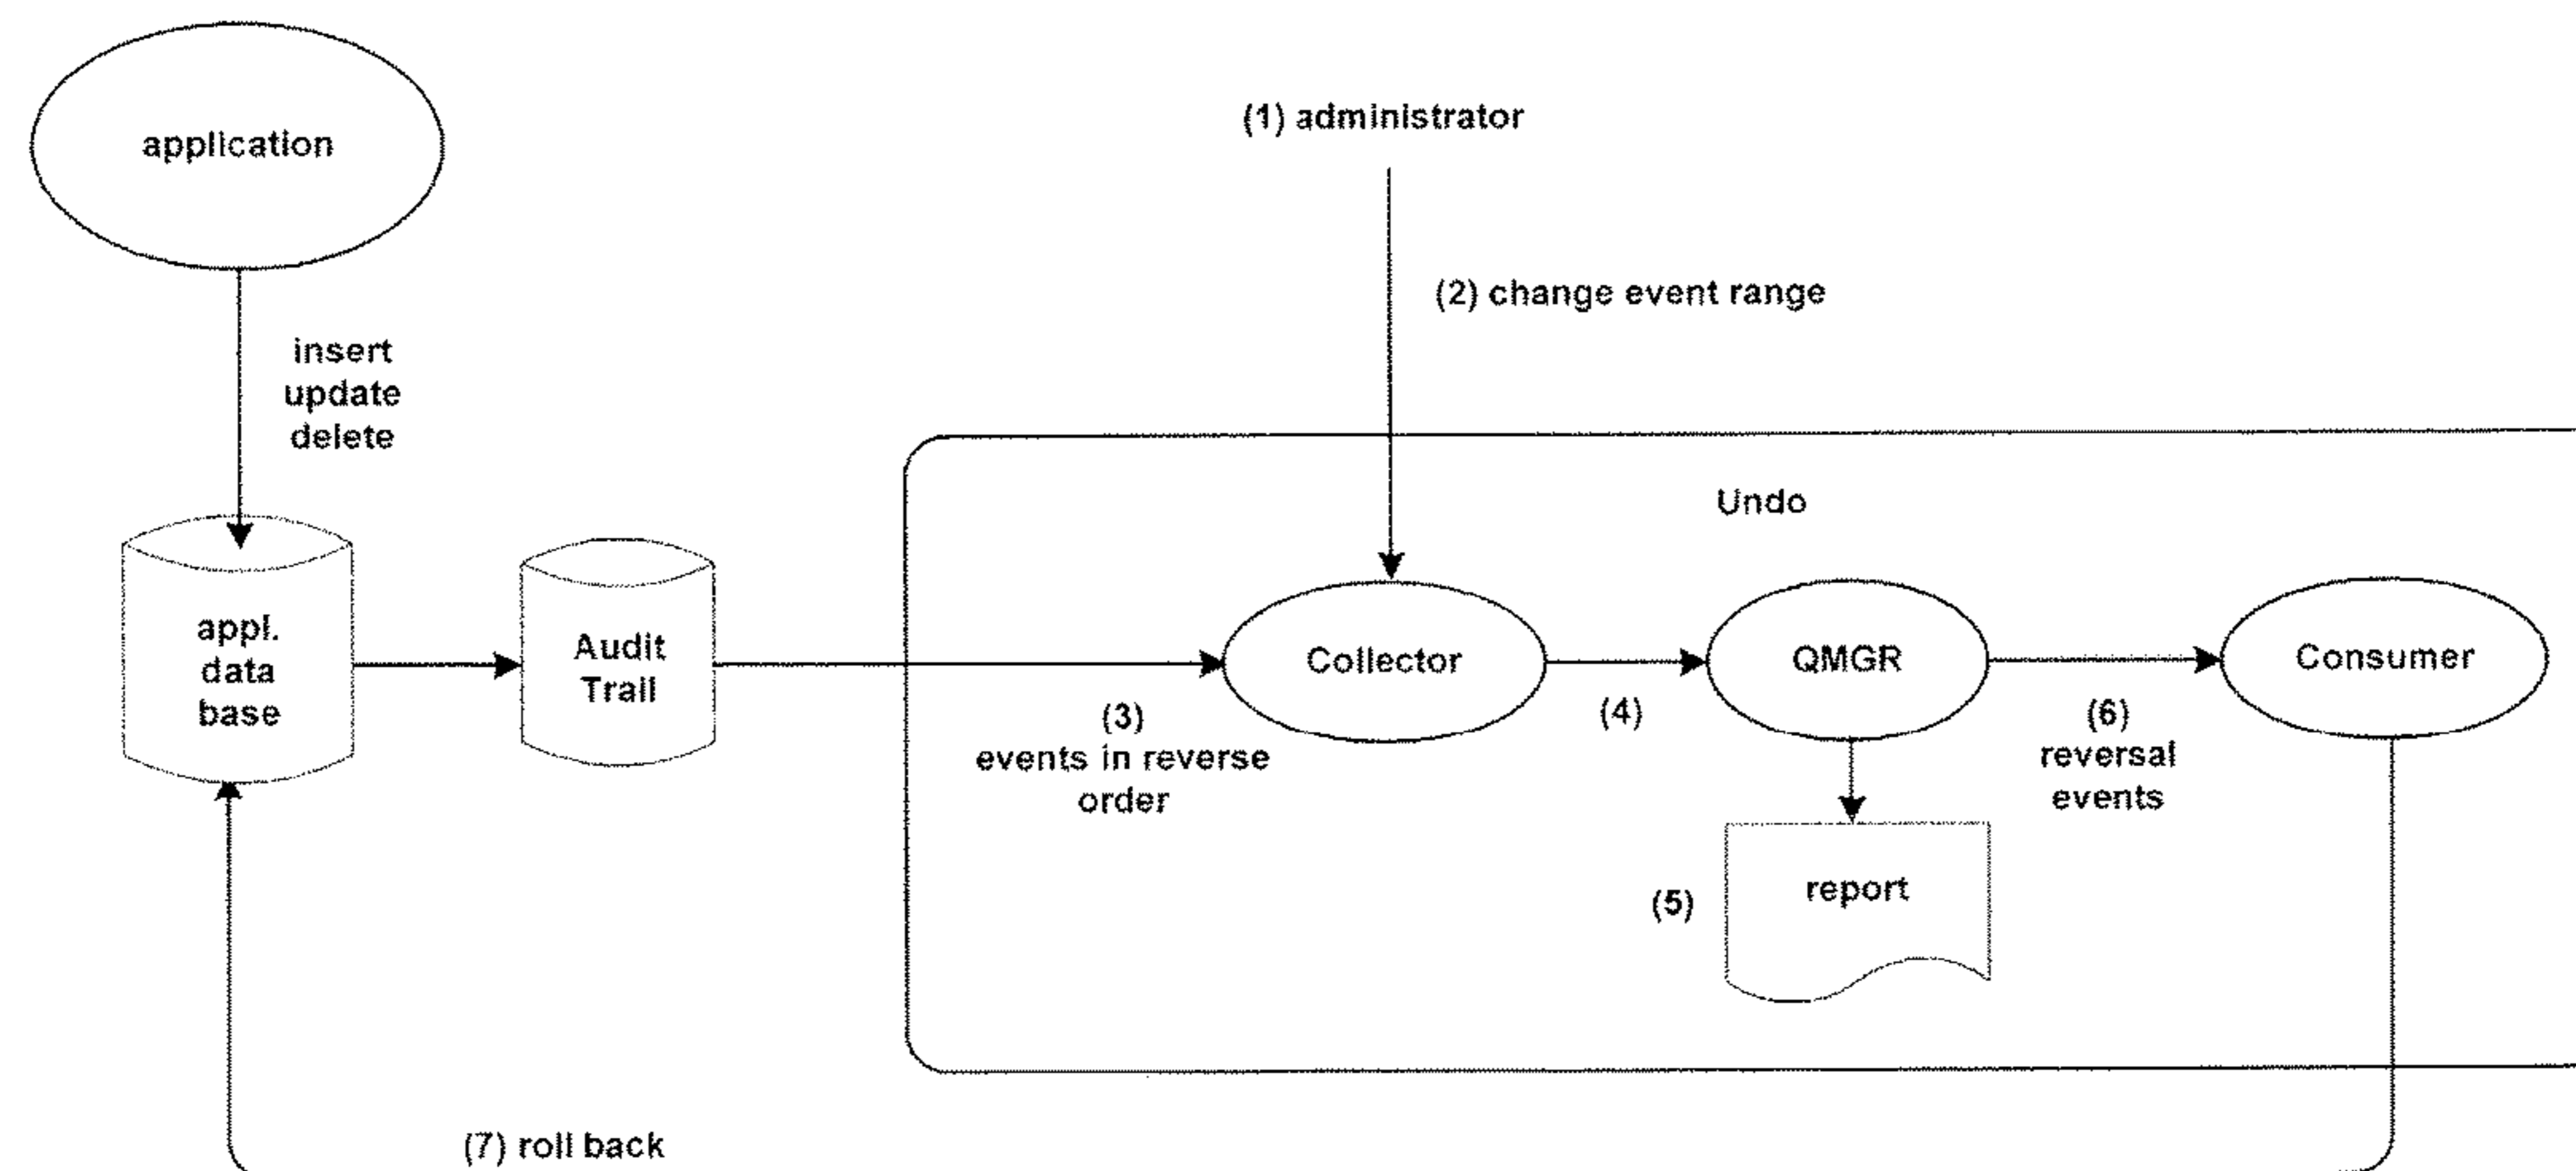 application
(1) administrator
(2) change event range
insert
update
delete
Undo
appl.
data
base
Audit
Trail
Collector
QMGR
Consumer
(3)
events in reverse
order
(4)
(6)
reversal
events
(5)
report
(7) roll back